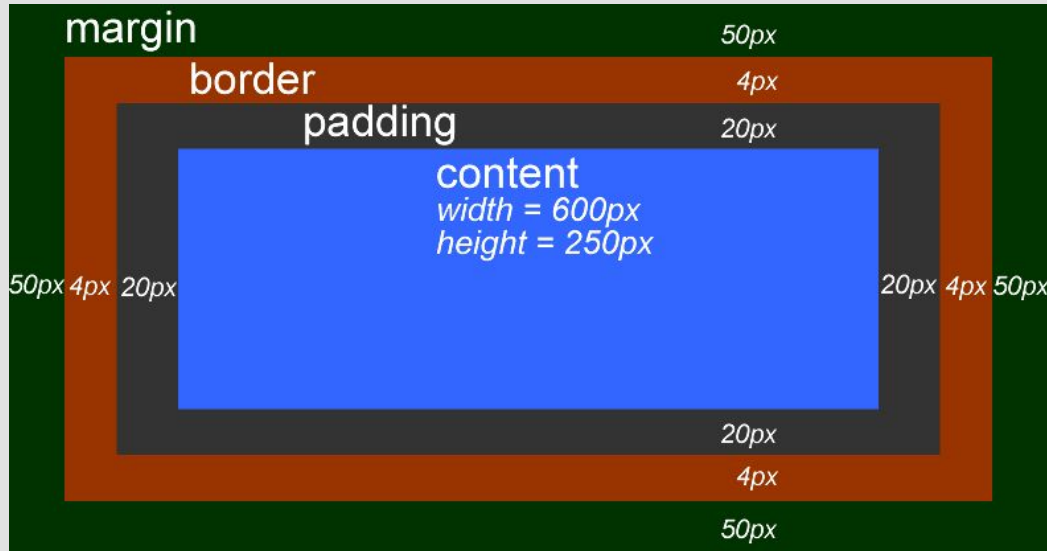 margin
50px
border
4px
padding
20px
content
width = 600px
height = 250px
50px 4px 20px
20px 4px 50px
20px
4px
50px